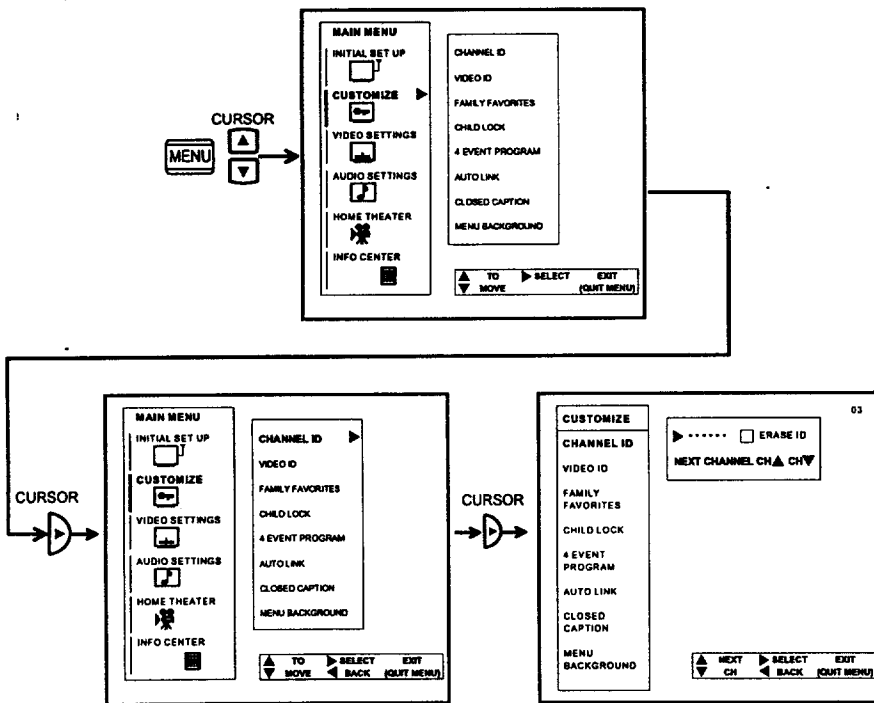 MAIN MENU
INITIAL SET UP
CUSTOMIZE
VIDEO SETTINGS
AUDIO SETTINGS
HOME THEATER
INFO CENTER
CHANNEL ID
VIDEO ID
FAMILY FAVORITES
CHILD LOCK
4 EVENT PROGRAM
AUTO LINK
CLOSED CAPTION
MENU BACKGROUND
▲ TO ▶ SELECT EXIT
▼ MOVE (QUIT MENU)
CURSOR
MENU
▲
▼
CURSOR
MAIN MENU
INITIAL SET UP
CUSTOMIZE
VIDEO SETTINGS
AUDIO SETTINGS
HOME THEATER
INFO CENTER
CHANNEL ID ▶
VIDEO ID
FAMILY FAVORITES
CHILD LOCK
4 EVENT PROGRAM
AUTO LINK
CLOSED CAPTION
MENU BACKGROUND
▲ TO ▶ SELECT EXIT
▼ MOVE ◀ BACK (QUIT MENU)
CURSOR
03
CUSTOMIZE
CHANNEL ID
VIDEO ID
FAMILY
FAVORITES
CHILD LOCK
4 EVENT
PROGRAM
AUTO LINK
CLOSED
CAPTION
MENU
BACKGROUND
▶ ...... □ ERASE ID
NEXT CHANNEL CH▲ CH▼
▲ NEXT ▶ SELECT EXIT
▼ CH ◀ BACK (QUIT MENU)